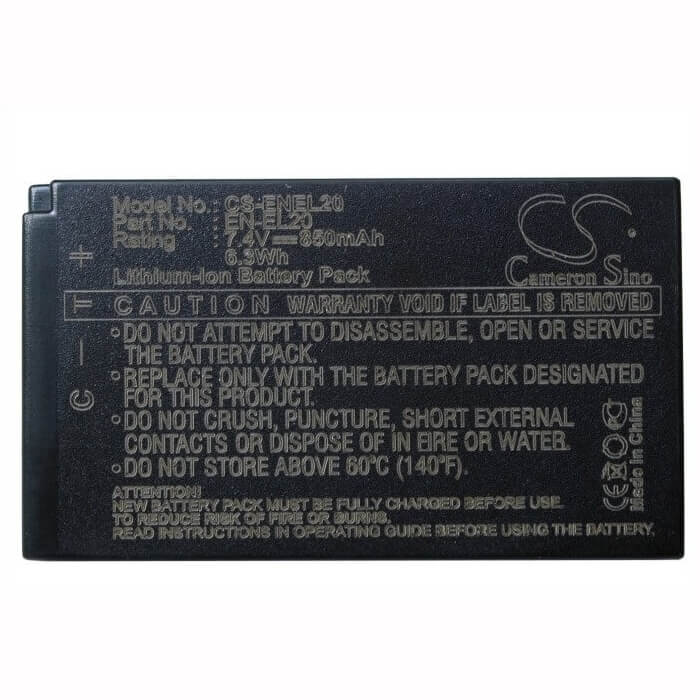 Model No.: CS-ENEL20
Part No.: EN-EL20
Rating : 7.4V⎓850mAh
6.3Wh
Lithium-ion Battery Pack
CS
Cameron Sino
+
T
−
C
CAUTION WARRANTY VOID IF LABEL IS REMOVED
•DO NOT ATTEMPT TO DISASSEMBLE, OPEN OR SERVICE
THE BATTERY PACK.
•REPLACE ONLY WITH THE BATTERY PACK DESIGNATED
FOR THIS PRODUCT.
•DO NOT CRUSH, PUNCTURE, SHORT EXTERNAL
CONTACTS OR DISPOSE OF IN FIRE OR WATER.
•DO NOT STORE ABOVE 60°C (140°F).
CE
Made in China
ATTENTION!
NEW BATTERY PACK MUST BE FULLY CHARGED BEFORE USE
TO REDUCE RISK OF FIRE OR BURNS.
READ INSTRUCTIONS IN OPERATING GUIDE BEFORE USING THE BATTERY.